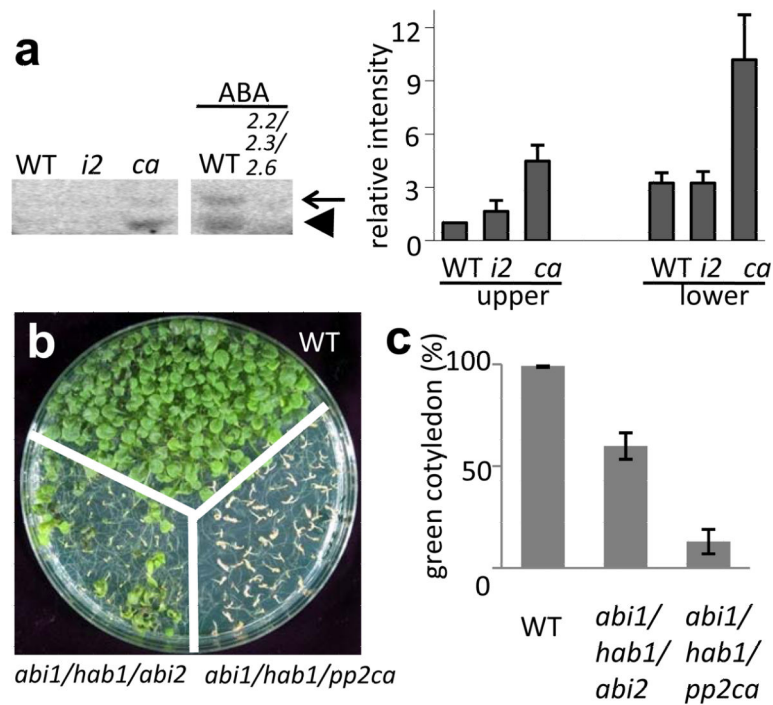 a
ABA
2.2/
2.3/
2.6
WT i2 ca WT
relative intensity
12
9
6
3
0
WT i2 ca WT i2 ca
upper lower
b
WT
abi1/hab1/abi2 abi1/hab1/pp2ca
c
green cotyledon (%)
100
50
0
WT
abi1/
hab1/
abi2
abi1/
hab1/
pp2ca